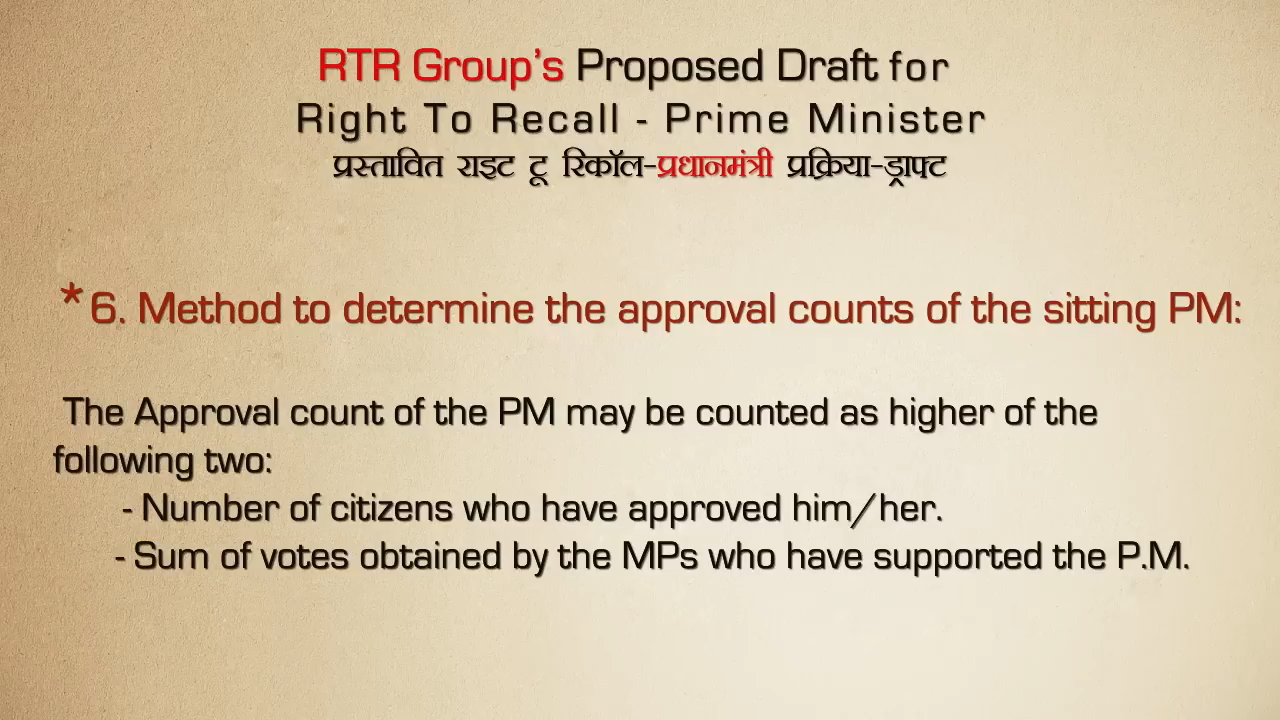 RTR Group's Proposed Draft for
Right To Recall - Prime Minister
प्रस्तावित राइट टू रिकॉल-प्रधानमंत्री प्रक्रिया-ड्राफ्ट
*6. Method to determine the approval counts of the sitting PM:
The Approval count of the PM may be counted as higher of the
following two:
- Number of citizens who have approved him/her.
- Sum of votes obtained by the MPs who have supported the P.M.